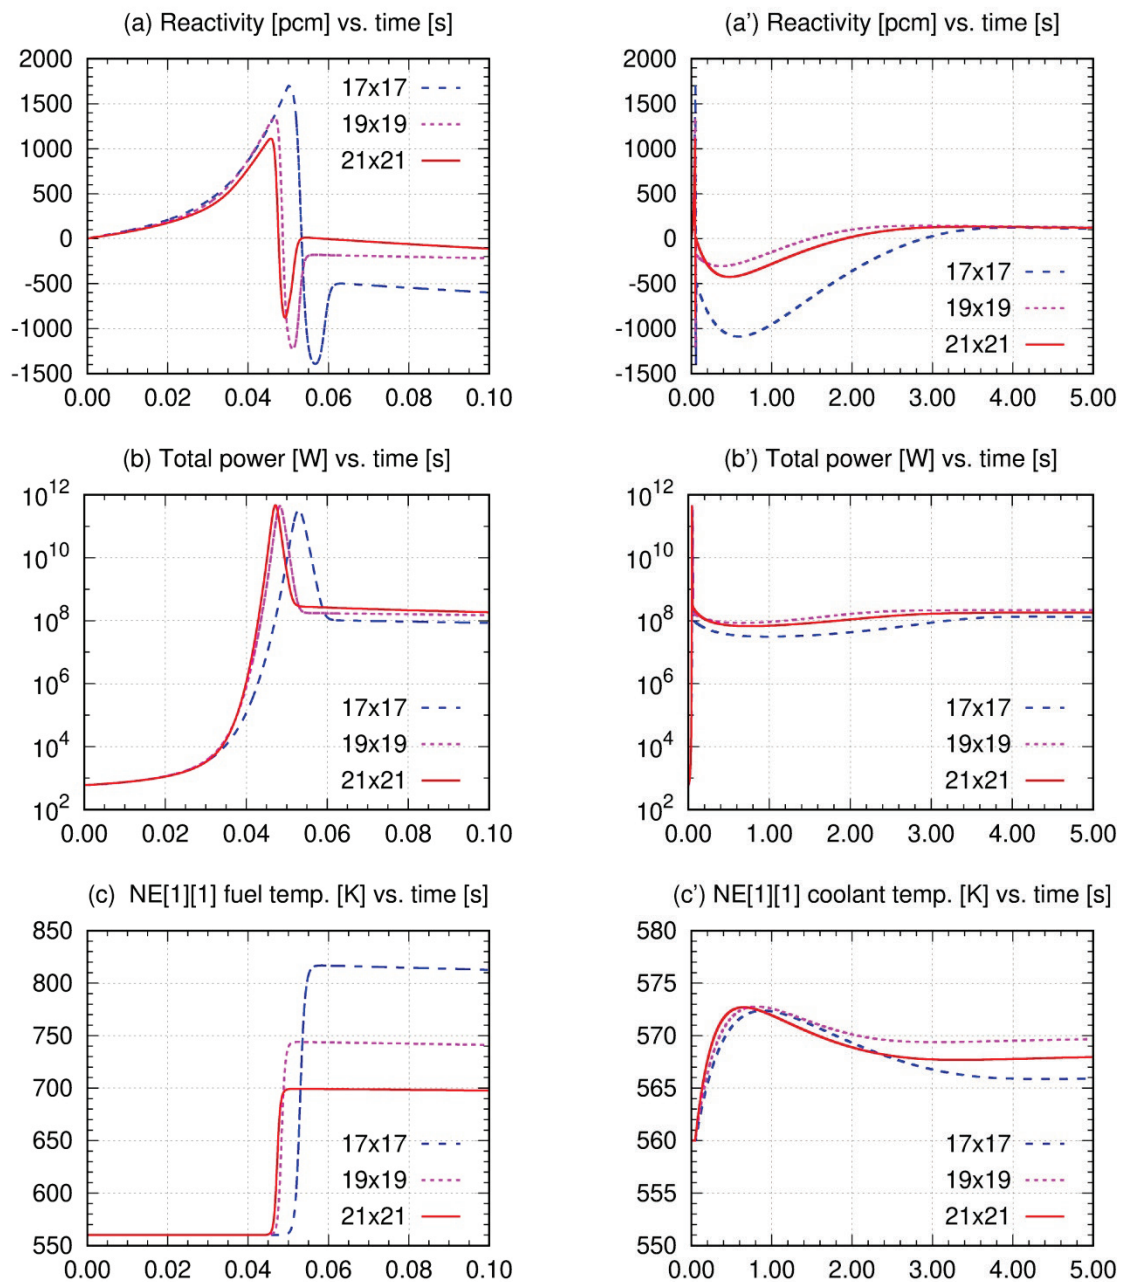 (a) Reactivity [pcm] vs. time [s]
2000
1500
1000
500
0
-500
-1000
-1500
17x17
19x19
21x21
0.00 0.02 0.04 0.06 0.08 0.10
(a') Reactivity [pcm] vs. time [s]
2000
1500
1000
500
0
-500
-1000
-1500
17x17
19x19
21x21
0.00 1.00 2.00 3.00 4.00 5.00
(b) Total power [W] vs. time [s]
10^12
10^10
10^8
10^6
10^4
10^2
17x17
19x19
21x21
0.00 0.02 0.04 0.06 0.08 0.10
(b') Total power [W] vs. time [s]
10^12
10^10
10^8
10^6
10^4
10^2
17x17
19x19
21x21
0.00 1.00 2.00 3.00 4.00 5.00
(c) NE[1][1] fuel temp. [K] vs. time [s]
850
800
750
700
650
600
550
17x17
19x19
21x21
0.00 0.02 0.04 0.06 0.08 0.10
(c') NE[1][1] coolant temp. [K] vs. time [s]
580
575
570
565
560
555
550
17x17
19x19
21x21
0.00 1.00 2.00 3.00 4.00 5.00